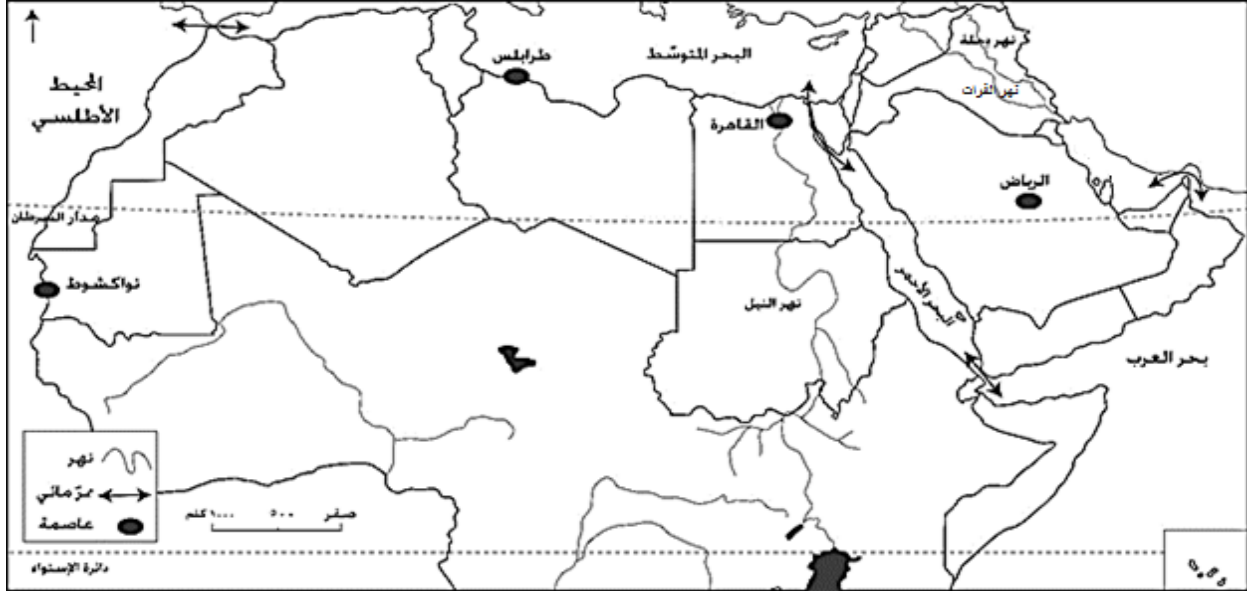 المحيط
الأطلسي
طرابلس
البحر المتوسّط
نهر دجلة
نهر الفرات
القاهرة
الرياض
مدار السرطان
نواكشوط
نهر النيل
البحر الأحمر
بحر العرب
نهر
ممرّ مائي
عاصمة
صفر ٥٠٠ ١٠٠٠ كلم
دائرة الإستواء